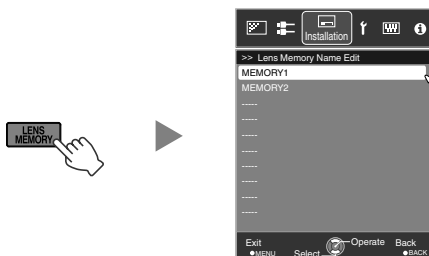 LENS
MEMORY
Installation
>> Lens Memory Name Edit
MEMORY1
MEMORY2
-----
-----
-----
-----
-----
-----
-----
-----
Exit
Operate
Back
MENU
Select
BACK